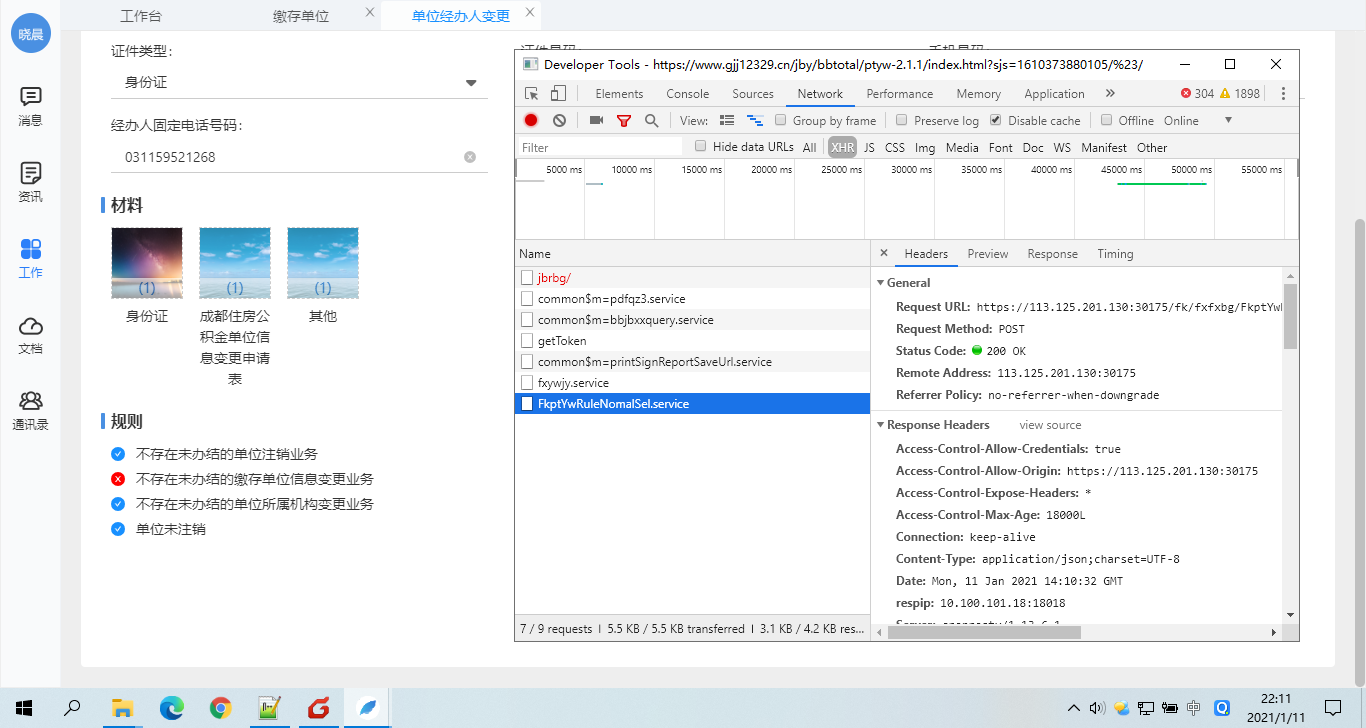 工作台
缴存单位
单位经办人变更
晓晨
消息
资讯
工作
文档
通讯录
证件类型：
身份证
经办人固定电话号码：
031159521268
材料
(1)
(1)
(1)
身份证
成都住房公
积金单位信
息变更申请
表
其他
规则
不存在未办结的单位注销业务
不存在未办结的缴存单位信息变更业务
不存在未办结的单位所属机构变更业务
单位未注销
证件号码：
手机号码：
Developer Tools - https://www.gjj12329.cn/jby/bbtotal/ptyw-2.1.1/index.html?sjs=1610373880105/%23/
Elements Console Sources Network Performance Memory Application » 304 1898
View: Group by frame Preserve log Disable cache Offline Online
Filter Hide data URLs All XHR JS CSS Img Media Font Doc WS Manifest Other
5000 ms 10000 ms 15000 ms 20000 ms 25000 ms 30000 ms 35000 ms 40000 ms 45000 ms 50000 ms 55000 ms
Name
jbrbg/
common$m=pdfqz3.service
common$m=bbjbxxquery.service
getToken
common$m=printSignReportSaveUrl.service
fxywjy.service
FkptYwRuleNomalSel.service
7 / 9 requests | 5.5 KB / 5.5 KB transferred | 3.1 KB / 4.2 KB res...
× Headers Preview Response Timing
General
Request URL: https://113.125.201.130:30175/fk/fxfxbg/FkptYwR
Request Method: POST
Status Code: 200 OK
Remote Address: 113.125.201.130:30175
Referrer Policy: no-referrer-when-downgrade
Response Headers view source
Access-Control-Allow-Credentials: true
Access-Control-Allow-Origin: https://113.125.201.130:30175
Access-Control-Expose-Headers: *
Access-Control-Max-Age: 18000L
Connection: keep-alive
Content-Type: application/json;charset=UTF-8
Date: Mon, 11 Jan 2021 14:10:32 GMT
respip: 10.100.101.18:18018
中
22:11
2021/1/11